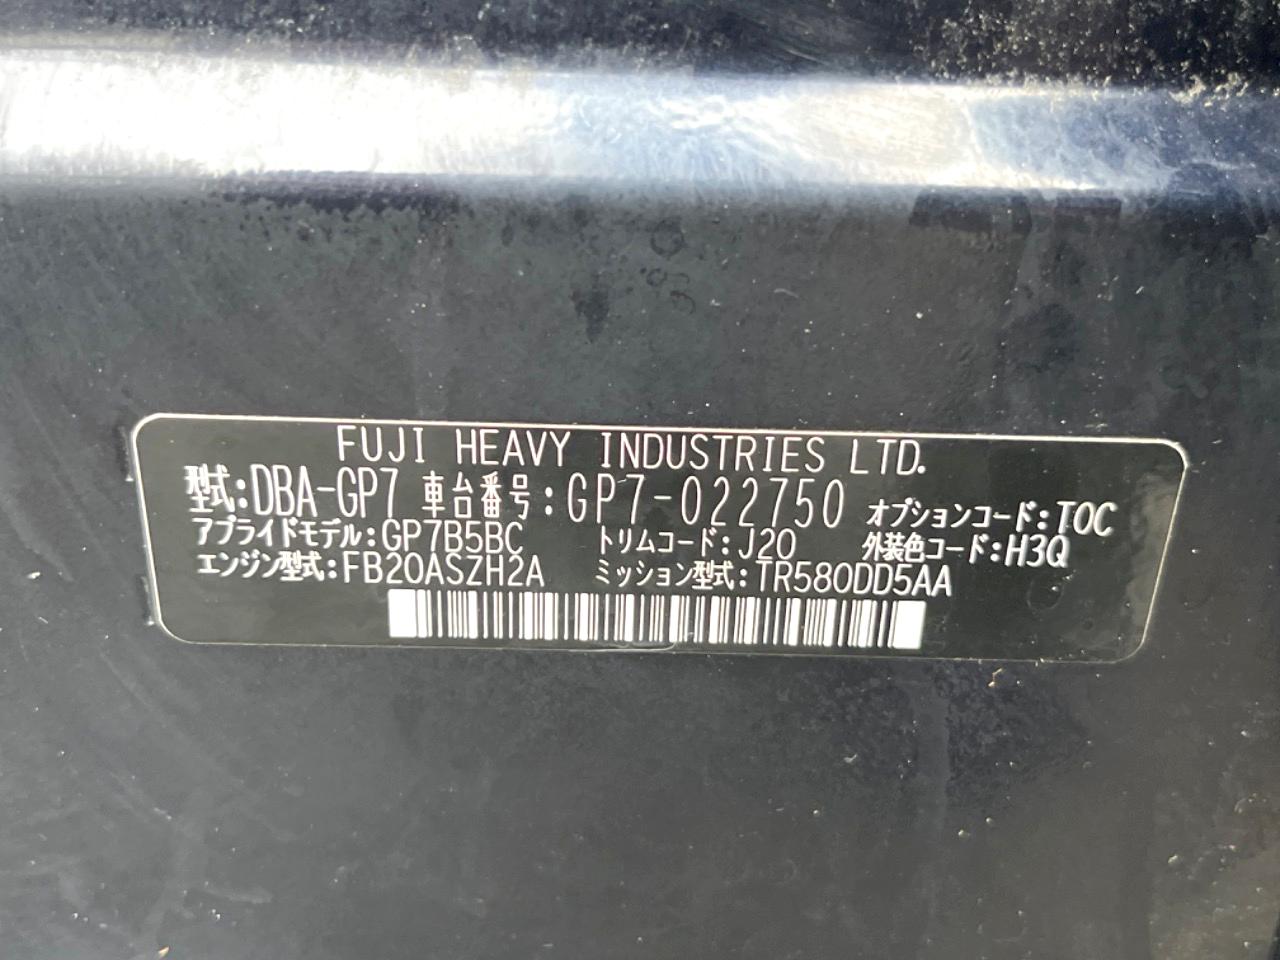 FUJI HEAVY INDUSTRIES LTD.
型式:DBA-GP7 車台番号:GP7-022750 オプションコード:TOC
アプライドモデル:GP7B5BC トリムコード:J20 外装色コード:H3Q
エンジン型式:FB20ASZH2A ミッション型式:TR580DD5AA